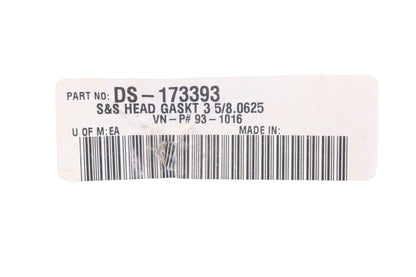 PART NO: DS-173393
S&S HEAD GASKT 3 5/8.0625
VN-P# 93-1016
U OF M: EA MADE IN: